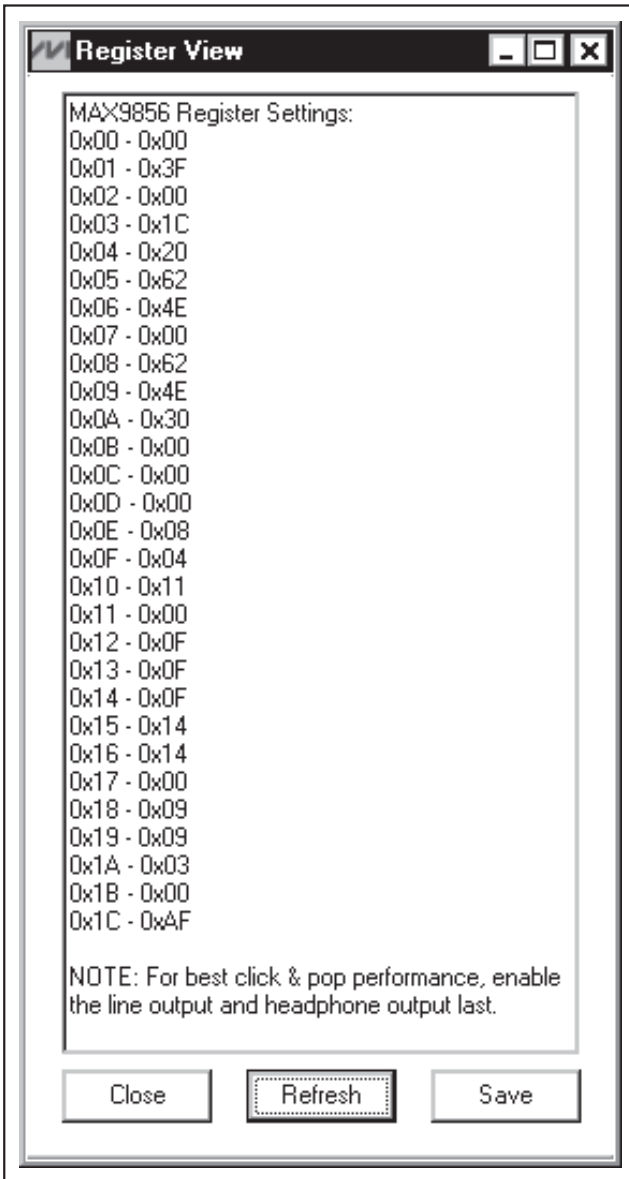 Register View
MAX9856 Register Settings:
0x00 - 0x00
0x01 - 0x3F
0x02 - 0x00
0x03 - 0x1C
0x04 - 0x20
0x05 - 0x62
0x06 - 0x4E
0x07 - 0x00
0x08 - 0x62
0x09 - 0x4E
0x0A - 0x30
0x0B - 0x00
0x0C - 0x00
0x0D - 0x00
0x0E - 0x08
0x0F - 0x04
0x10 - 0x11
0x11 - 0x00
0x12 - 0x0F
0x13 - 0x0F
0x14 - 0x0F
0x15 - 0x14
0x16 - 0x14
0x17 - 0x00
0x18 - 0x09
0x19 - 0x09
0x1A - 0x03
0x1B - 0x00
0x1C - 0xAF
NOTE: For best click & pop performance, enable
the line output and headphone output last.
Close Refresh Save